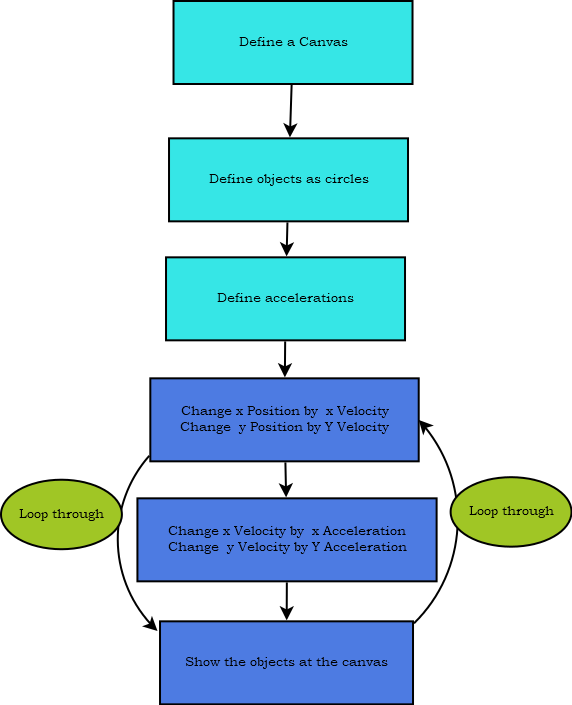 Define a Canvas
Define objects as circles
Define accelerations
Change x Position by  x Velocity
Change  y Position by Y Velocity
Loop through
Loop through
Change x Velocity by  x Acceleration
Change  y Velocity by Y Acceleration
Show the objects at the canvas